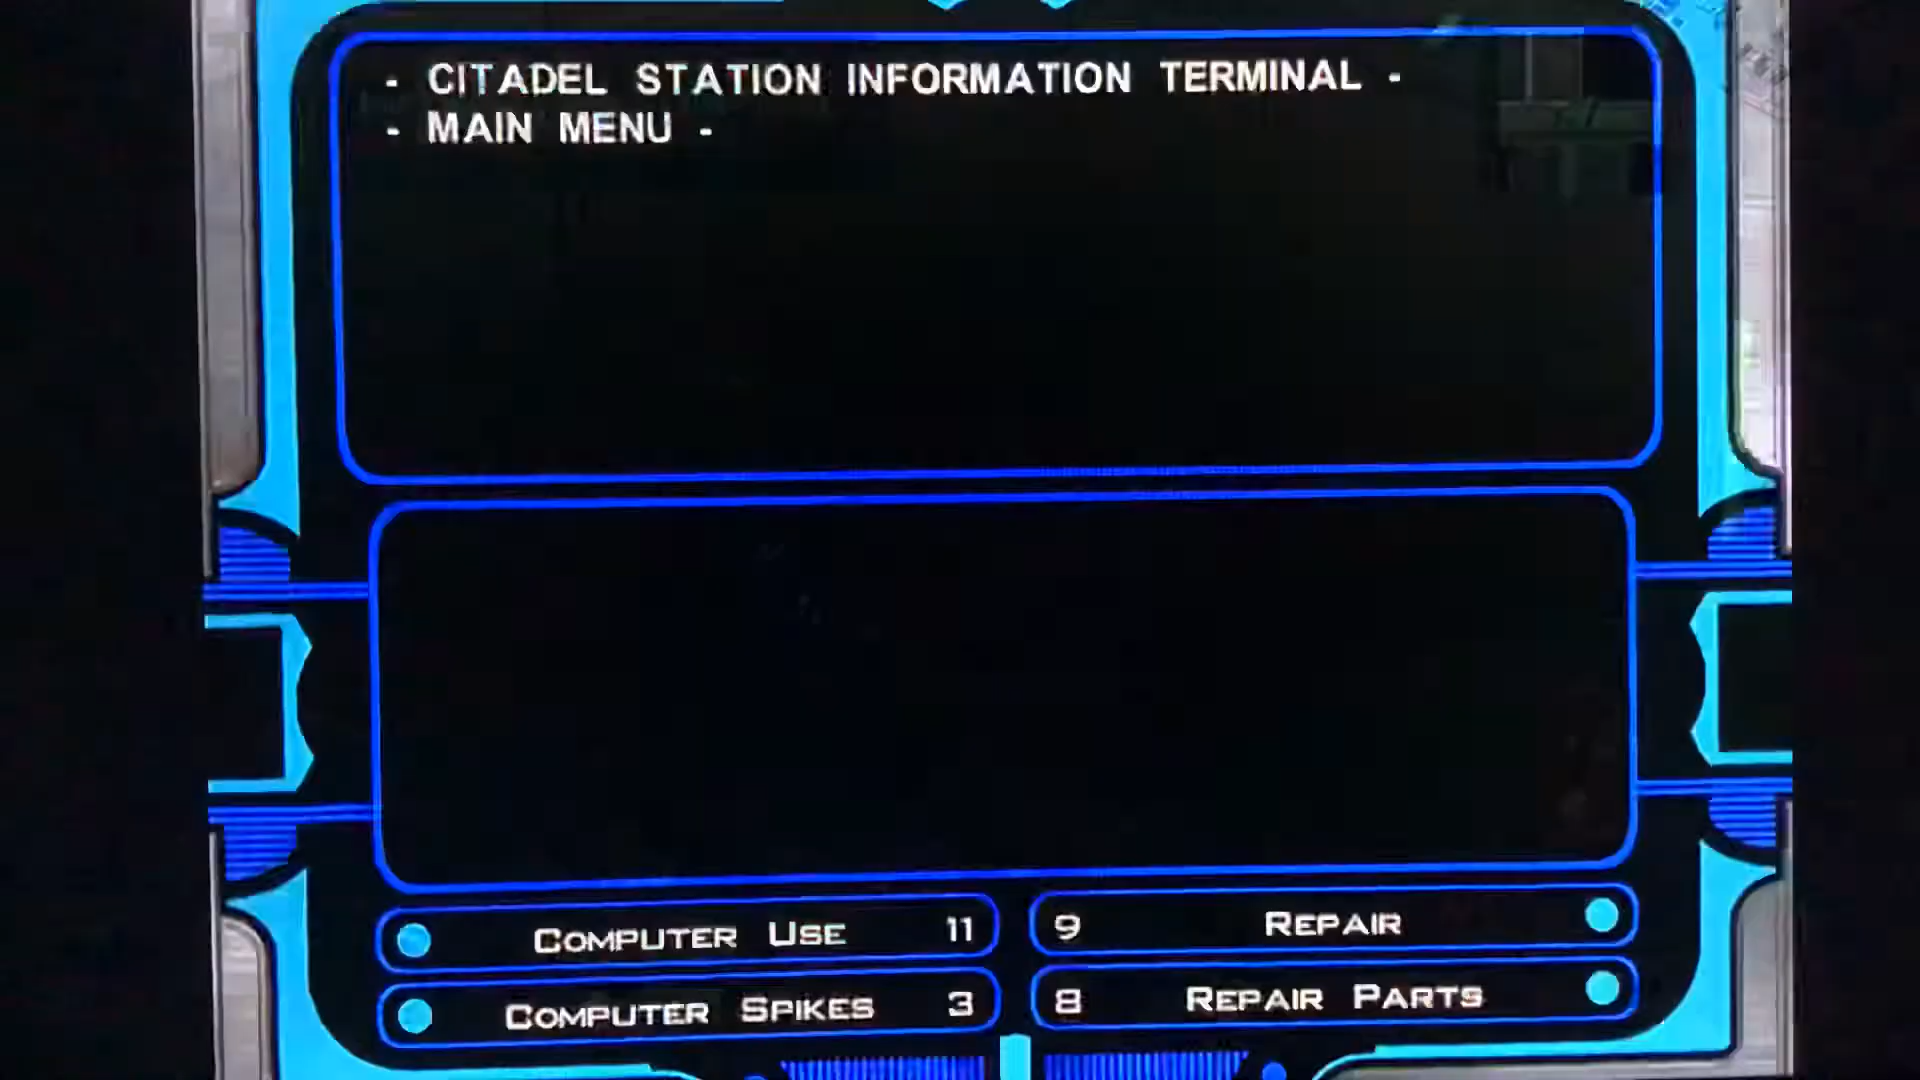 - CITADEL STATION INFORMATION TERMINAL -
- MAIN MENU -
COMPUTER USE 11
9 REPAIR
COMPUTER SPIKES 3
8 REPAIR PARTS